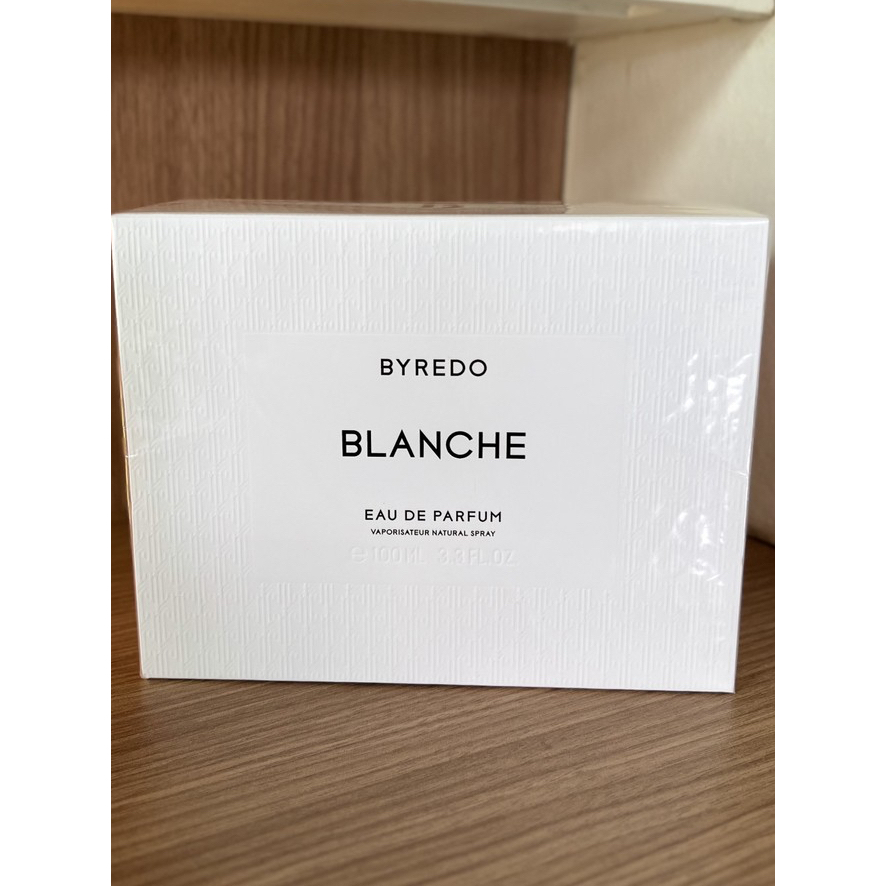 BYREDO
BLANCHE
EAU DE PARFUM
VAPORISATEUR NATURAL SPRAY
e 100 ML 3.3 FL.OZ